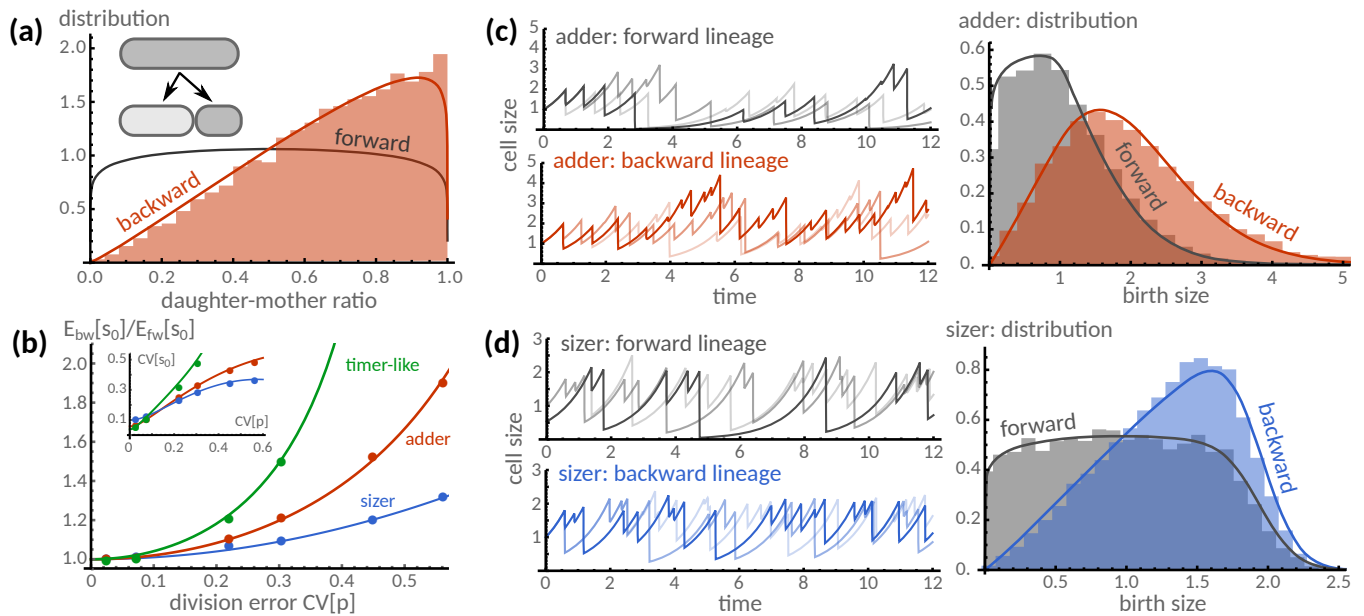 (a)
distribution
2.0
1.5
1.0
0.5
forward
backward
0.0 0.2 0.4 0.6 0.8 1.0
daughter-mother ratio
(b)
E_bw[s_0]/E_fw[s_0]
2.0
1.8
1.6
1.4
1.2
1.0
0.5
0.3
0.1
CV[s_0]
CV[p]
0. 0.2 0.4 0.6
timer-like
adder
sizer
0 0.1 0.2 0.3 0.4 0.5
division error CV[p]
(c)
adder: forward lineage
5
4
3
2
1
0 2 4 6 8 10 12
cell size
adder: backward lineage
5
4
3
2
1
0 2 4 6 8 10 12
time
adder: distribution
0.6
0.5
0.4
0.3
0.2
0.1
0.
forward
backward
1 2 3 4 5
birth size
(d)
sizer: forward lineage
3
2
1
0 2 4 6 8 10 12
cell size
sizer: backward lineage
3
2
1
0 2 4 6 8 10 12
time
sizer: distribution
0.8
0.6
0.4
0.2
0.
forward
backward
0.5 1.0 1.5 2.0 2.5
birth size